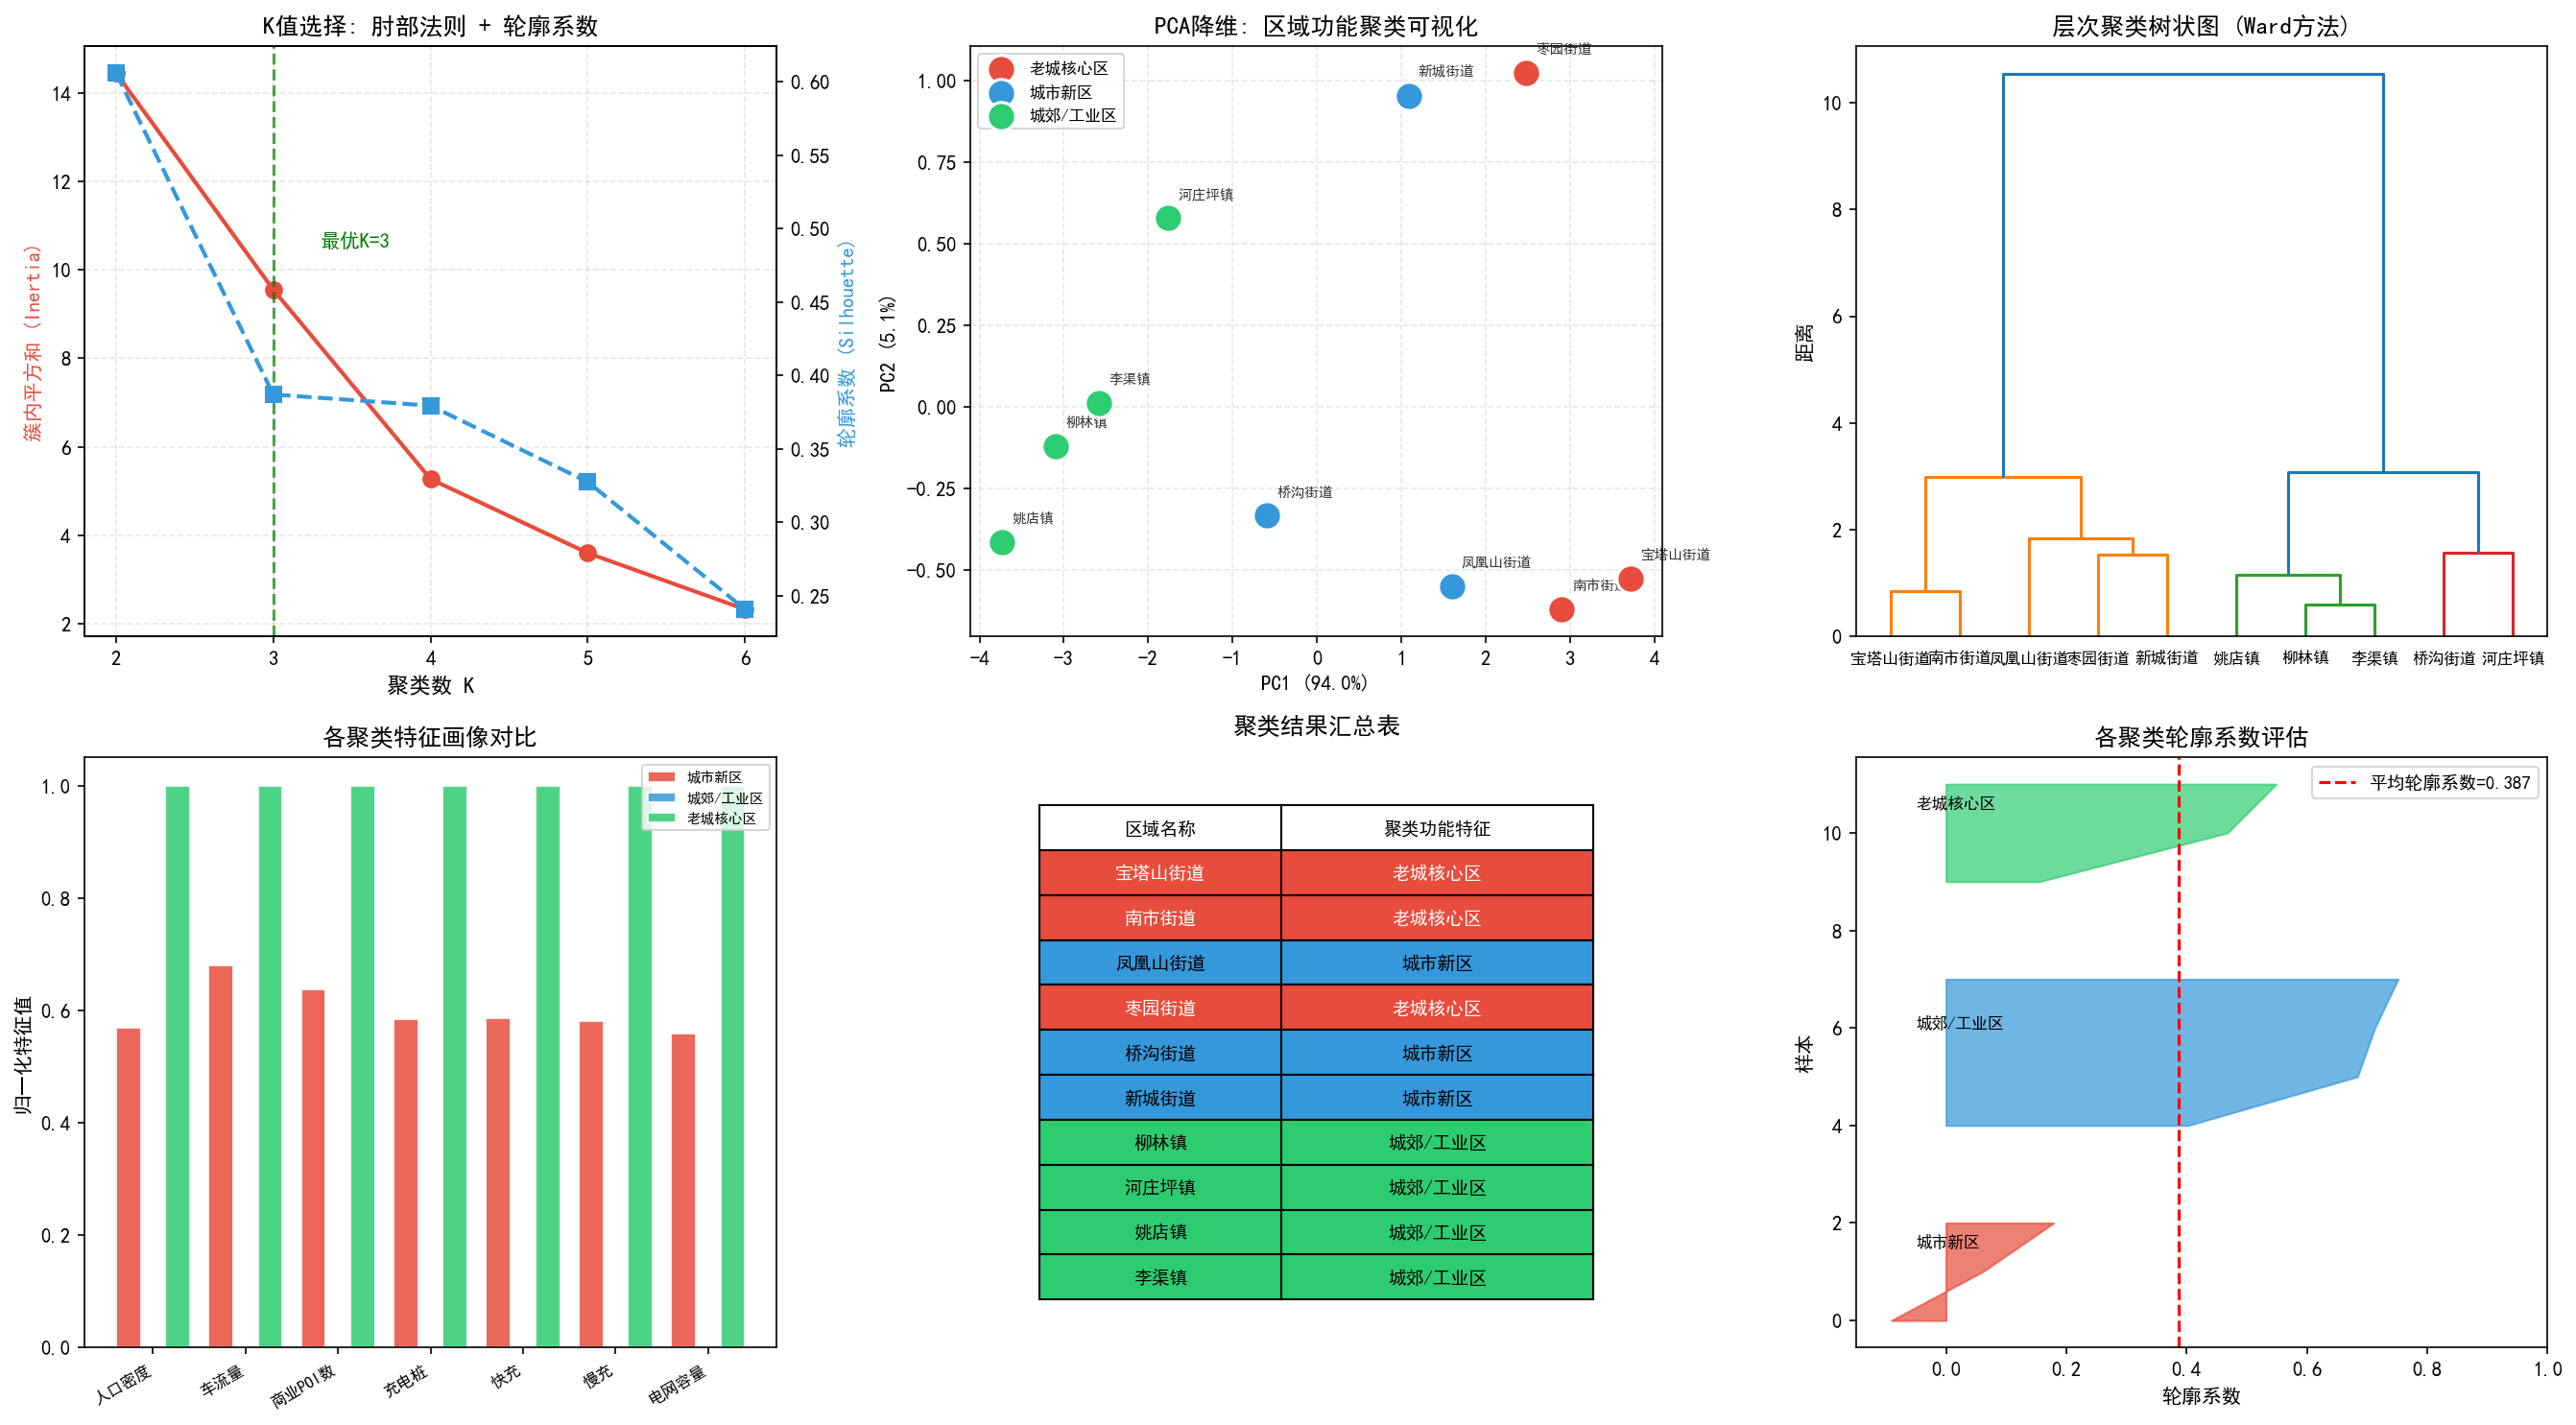 K值选择: 肘部法则 + 轮廓系数
簇内平方和 (Inertia)
14
12
10
8
6
4
2
最优K=3
0.60
0.55
0.50
0.45
0.40
0.35
0.30
0.25
轮廓系数 (Silhouette)
2
3
4
5
6
聚类数 K
PCA降维: 区域功能聚类可视化
老城核心区
城市新区
城郊/工业区
PC2 (5.1%)
1.00
0.75
0.50
0.25
0.00
−0.25
−0.50
枣园街道
新城街道
河庄坪镇
李渠镇
柳林镇
桥沟街道
姚店镇
凤凰山街道
宝塔山街道
南市街
−4
−3
−2
−1
0
1
2
3
4
PC1 (94.0%)
层次聚类树状图 (Ward方法)
距离
10
8
6
4
2
0
宝塔山街道
南市街道
凤凰山街道
枣园街道
新城街道
姚店镇
柳林镇
李渠镇
桥沟街道
河庄坪镇
各聚类特征画像对比
归一化特征值
1.0
0.8
0.6
0.4
0.2
0.0
城市新区
城郊/工业区
老城核心区
人口密度
车流量
商业POI数
充电桩
快充
慢充
电网容量
聚类结果汇总表
区域名称 聚类功能特征
宝塔山街道 老城核心区
南市街道 老城核心区
凤凰山街道 城市新区
枣园街道 老城核心区
桥沟街道 城市新区
新城街道 城市新区
柳林镇 城郊/工业区
河庄坪镇 城郊/工业区
姚店镇 城郊/工业区
李渠镇 城郊/工业区
各聚类轮廓系数评估
平均轮廓系数=0.387
样本
10
8
6
4
2
0
老城核心区
城郊/工业区
城市新区
0.0
0.2
0.4
0.6
0.8
1.0
轮廓系数